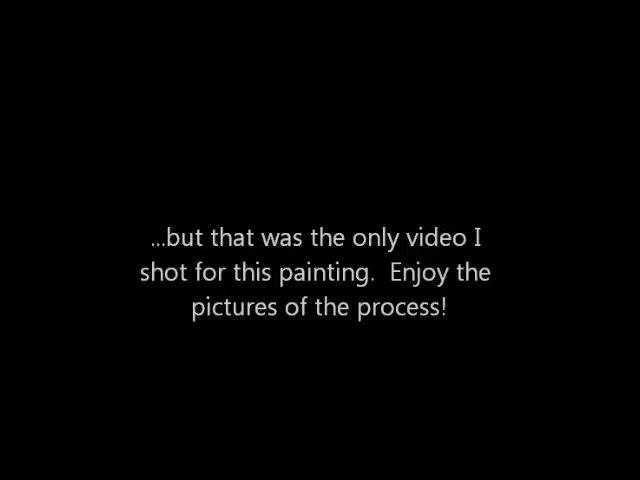 ...but that was the only video I
shot for this painting.  Enjoy the
pictures of the process!